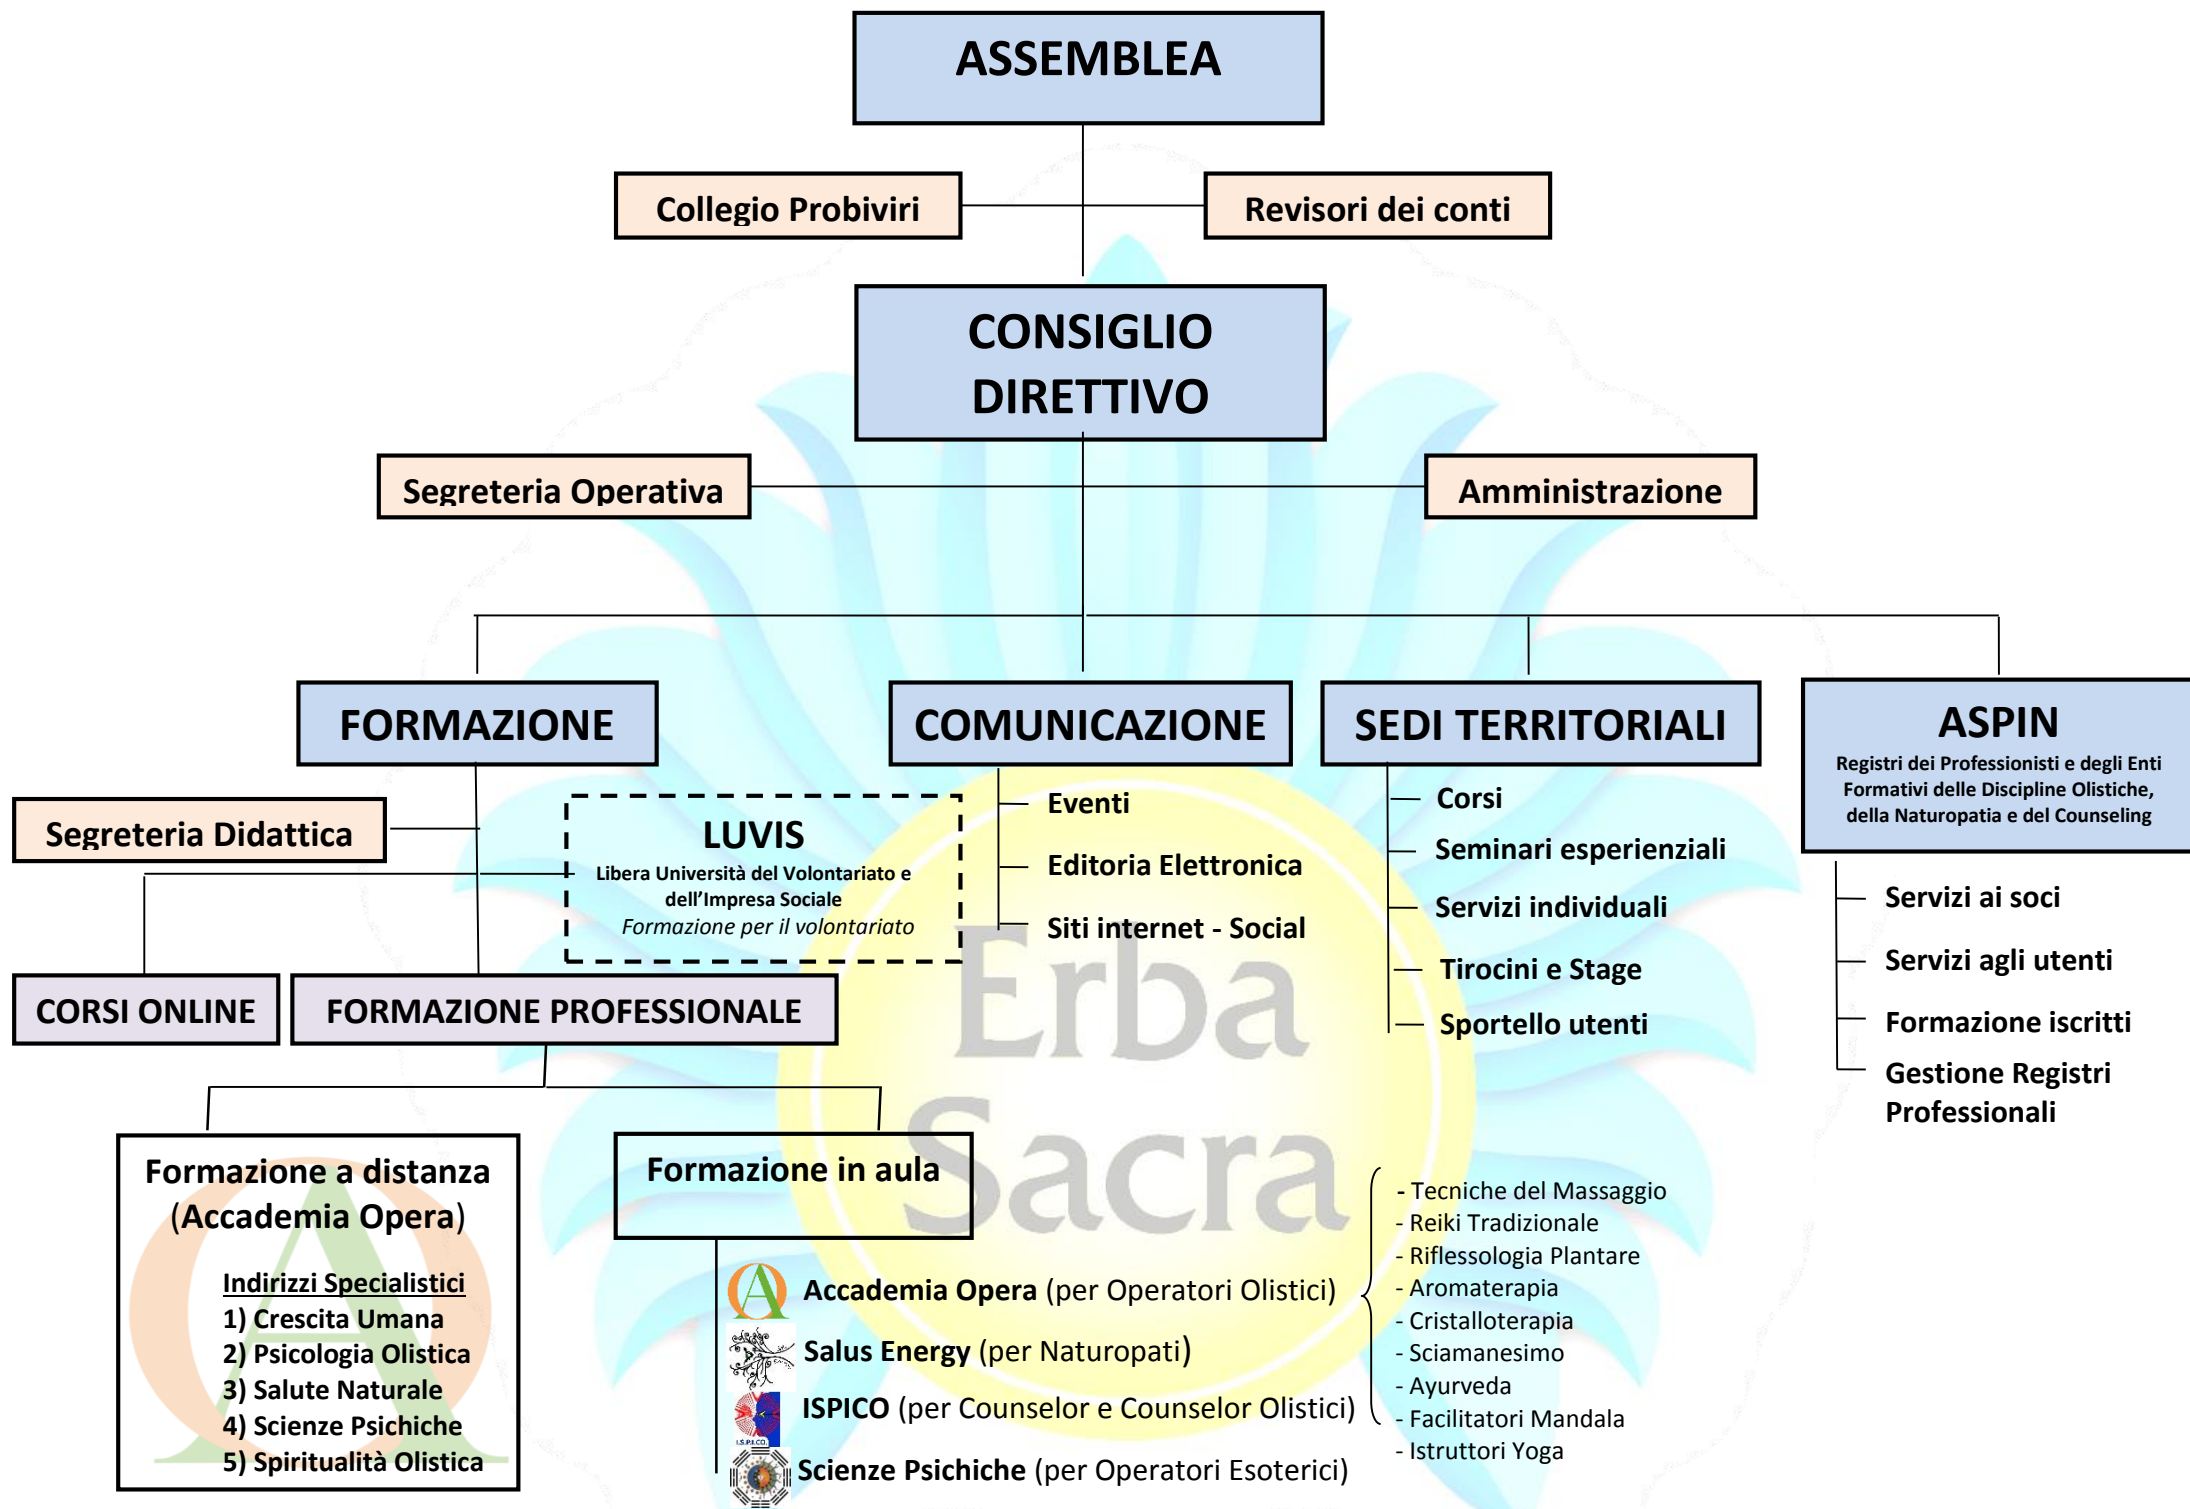 ASSEMBLEA
Collegio Probiviri
Revisori dei conti
CONSIGLIO
DIRETTIVO
Segreteria Operativa
Amministrazione
FORMAZIONE
COMUNICAZIONE
SEDI TERRITORIALI
ASPIN
Registri dei Professionisti e degli Enti
Formativi delle Discipline Olistiche,
della Naturopatia e del Counseling
Segreteria Didattica
LUVIS
Libera Università del Volontariato e
dell’Impresa Sociale
Formazione per il volontariato
Eventi
Editoria Elettronica
Siti internet - Social
Corsi
Seminari esperienziali
Servizi individuali
Tirocini e Stage
Sportello utenti
Servizi ai soci
Servizi agli utenti
Formazione iscritti
Gestione Registri
Professionali
CORSI ONLINE
FORMAZIONE PROFESSIONALE
Erba
Sacra
Formazione a distanza
(Accademia Opera)
Indirizzi Specialistici
1) Crescita Umana
2) Psicologia Olistica
3) Salute Naturale
4) Scienze Psichiche
5) Spiritualità Olistica
Formazione in aula
Accademia Opera (per Operatori Olistici)
Salus Energy (per Naturopati)
ISPICO (per Counselor e Counselor Olistici)
I.S.P.I.CO.
Scienze Psichiche (per Operatori Esoterici)
- Tecniche del Massaggio
- Reiki Tradizionale
- Riflessologia Plantare
- Aromaterapia
- Cristalloterapia
- Sciamanesimo
- Ayurveda
- Facilitatori Mandala
- Istruttori Yoga